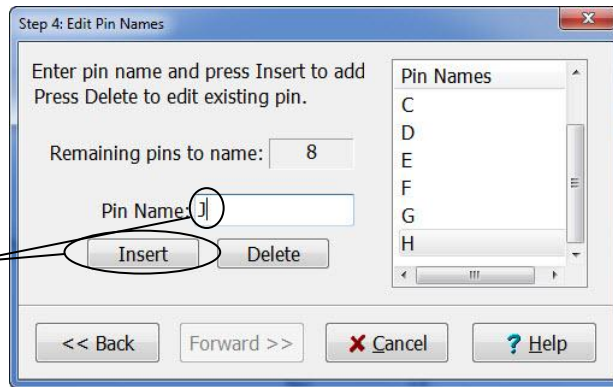 Step 4: Edit Pin Names
Enter pin name and press Insert to add
Press Delete to edit existing pin.
Remaining pins to name: 8
Pin Name: J
Insert Delete
Pin Names
C
D
E
F
G
H
<< Back Forward >> Cancel ? Help